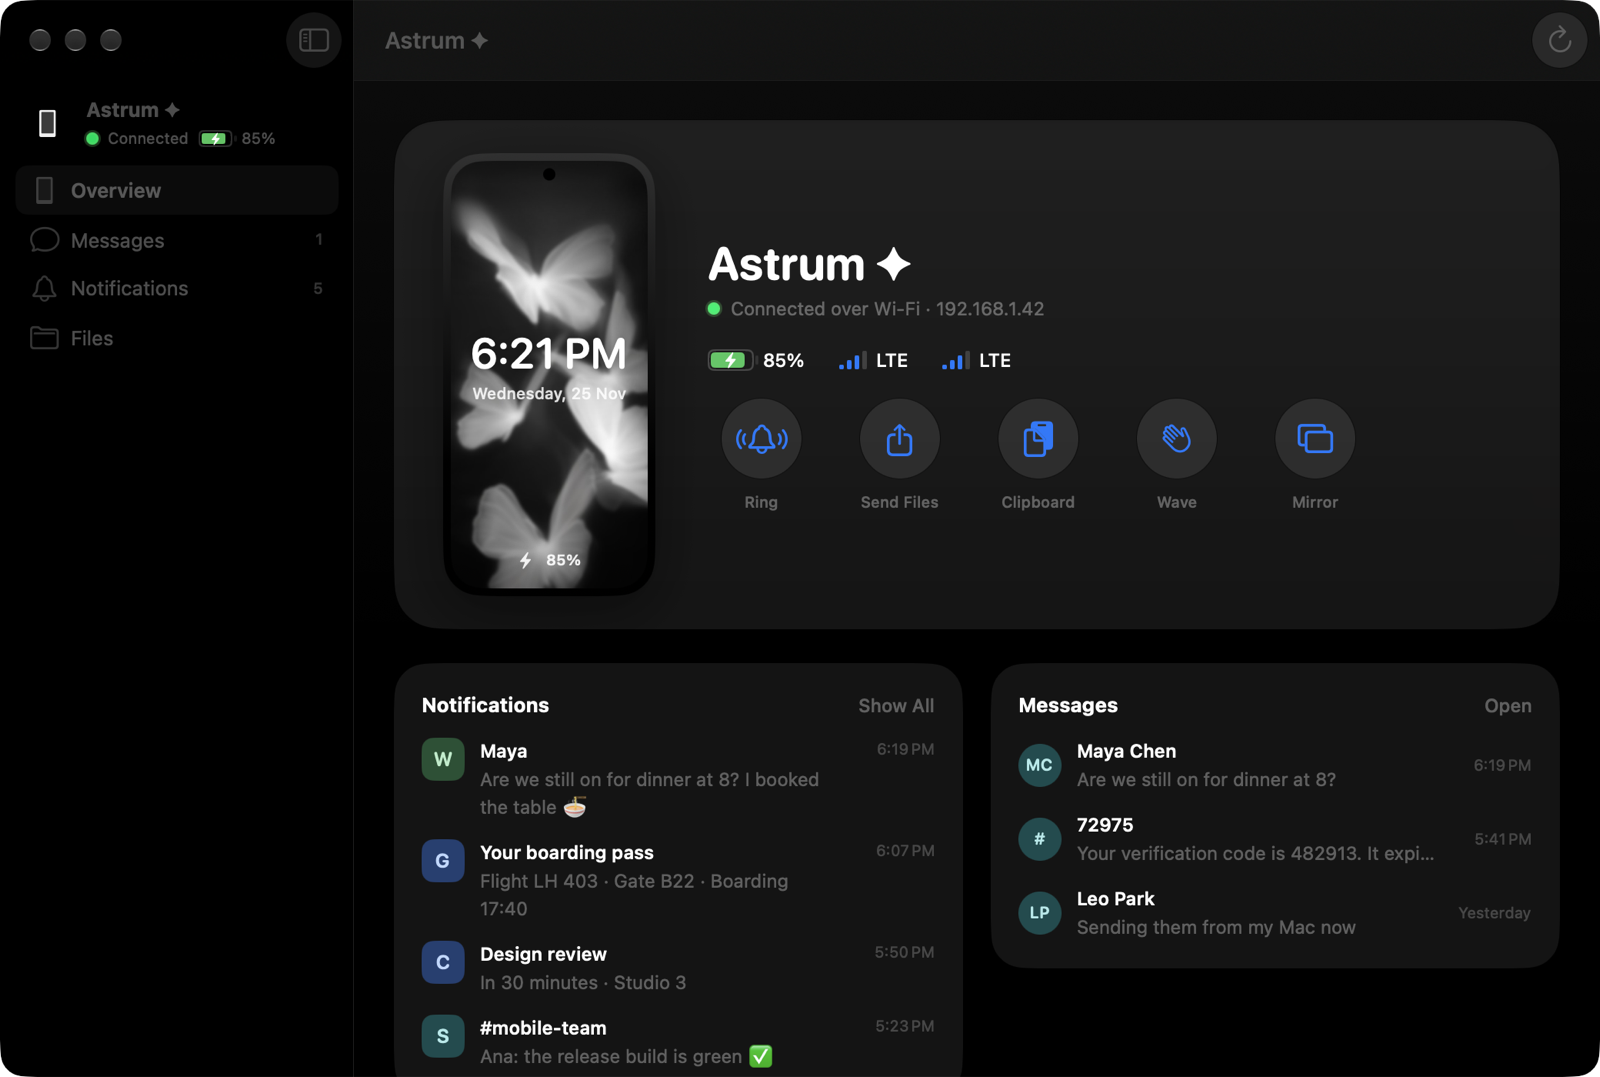 Astrum ✦
Astrum ✦
Connected 85%
Overview
Messages 1
Notifications 5
Files
6:21 PM
Wednesday, 25 Nov
85%
Astrum ✦
Connected over Wi-Fi · 192.168.1.42
85% LTE LTE
Ring
Send Files
Clipboard
Wave
Mirror
Notifications Show All
W
Maya 6:19 PM
Are we still on for dinner at 8? I booked
the table 🍜
G
Your boarding pass 6:07 PM
Flight LH 403 · Gate B22 · Boarding
17:40
C
Design review 5:50 PM
In 30 minutes · Studio 3
S
#mobile-team 5:23 PM
Ana: the release build is green ✅
Messages Open
MC
Maya Chen 6:19 PM
Are we still on for dinner at 8?
#
72975 5:41 PM
Your verification code is 482913. It expi...
LP
Leo Park Yesterday
Sending them from my Mac now